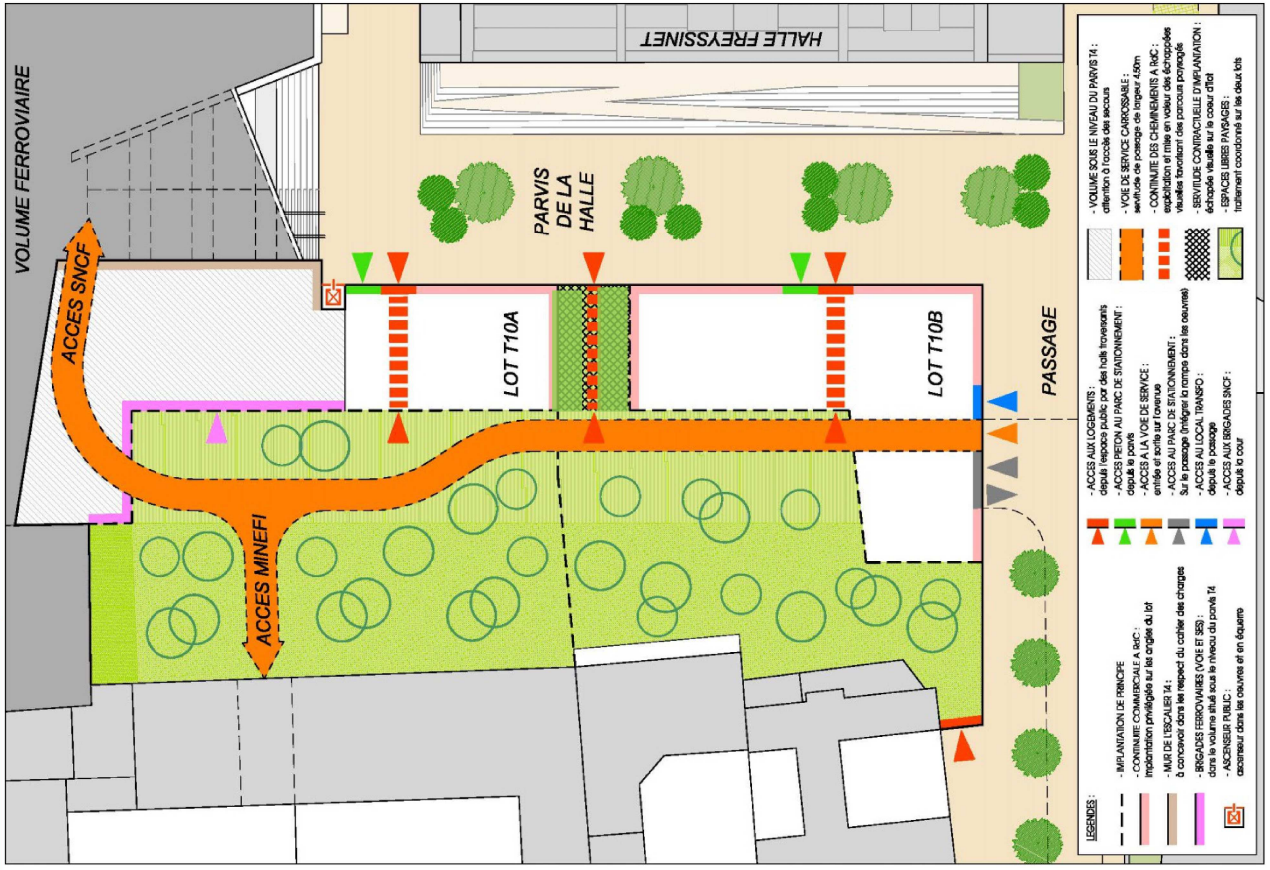 VOLUME FERROVIAIRE
HALLE FREYSSINET
ACCES SNCF
PARVIS
DE LA
HALLE
LOT T10A
LOT T10B
PASSAGE
ACCES MINEFI
LEGENDES :
- IMPLANTATION DE PRINCIPE
- CONTINUITE COMMERCIALE A RdC :
implantation privilégiée sur les angles du lot
- MUR DE L'ESCALIER T4 :
à concevoir dans les respect du cahier des charges
- BRIGADES FERROVIAIRES (VOIE ET SES) :
dans le volume situé sous le niveau du parvis T4
- ASCENSEUR PUBLIC :
ascenseur dans les oeuvres et en équerre
- ACCES AUX LOGEMENTS :
depuis l'espace public par des halls traversants
- ACCES PIETON AU PARC DE STATIONNEMENT :
depuis le parvis
- ACCES A LA VOIE DE SERVICE :
entrée et sortie sur l'avenue
- ACCES AU PARC DE STATIONNEMENT :
Sur le passage (intégrer la rampe dans les oeuvres)
- ACCES AU LOCAL TRANSFO :
depuis le passage
- ACCES AUX BRIGADES SNCF :
depuis la cour
- VOLUME SOUS LE NIVEAU DU PARVIS T4 :
attention à l'accès des secours
- VOIE DE SERVICE CARROSSABLE :
servitude de passage de largeur 4,50m
- CONTINUITE DES CHEMINEMENTS A RdC :
exploitation et mise en valeur des échappées
visuelles favorisant des parcours paysagés
- SERVITUDE CONTRACTUELLE D'IMPLANTATION :
échapée visuelle sur le coeur d'îlot
- ESPACES LIBRES PAYSAGES :
traitement coordonné sur les deux lots